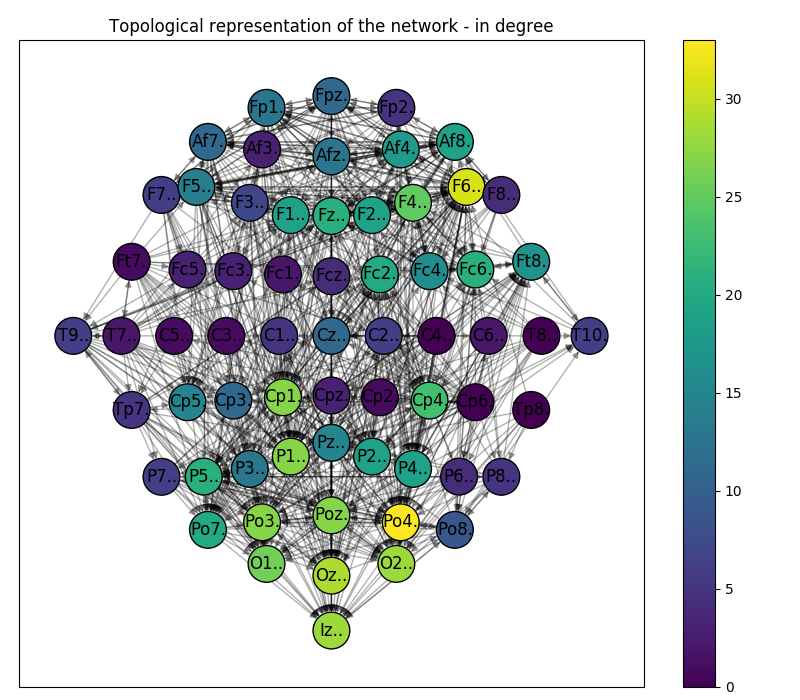 Topological representation of the network - in degree
Fpz.
Fp1. Fp2.
Af7. Af3. Afz. Af4. Af8.
F7.. F5.. F3.. F1.. Fz.. F2.. F4.. F6.. F8..
Ft7. Fc5. Fc3. Fc1. Fcz. Fc2. Fc4. Fc6. Ft8.
T9.. T7.. C5.. C3.. C1.. Cz.. C2.. C4.. C6.. T8.. T10.
Tp7. Cp5. Cp3. Cp1. Cpz. Cp2. Cp4. Cp6. Tp8.
P7.. P5.. P3.. P1.. Pz.. P2.. P4.. P6.. P8..
Po7. Po3. Poz. Po4. Po8.
O1.. Oz.. O2..
Iz..
30
25
20
15
10
5
0